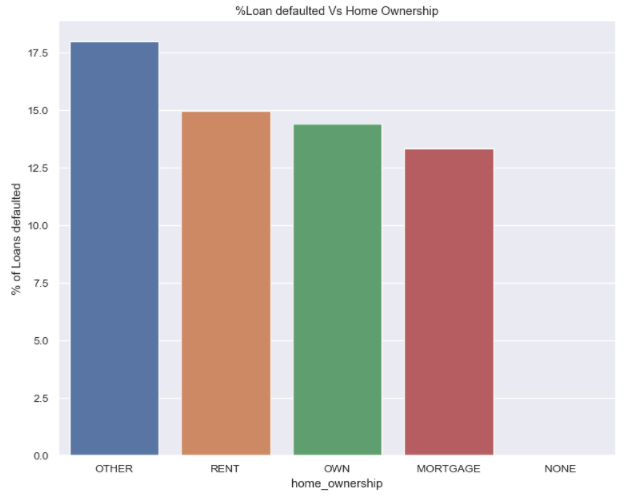 %Loan defaulted Vs Home Ownership
17.5
15.0
12.5
10.0
7.5
5.0
2.5
0.0
% of Loans defaulted
OTHER RENT OWN MORTGAGE NONE
home_ownership